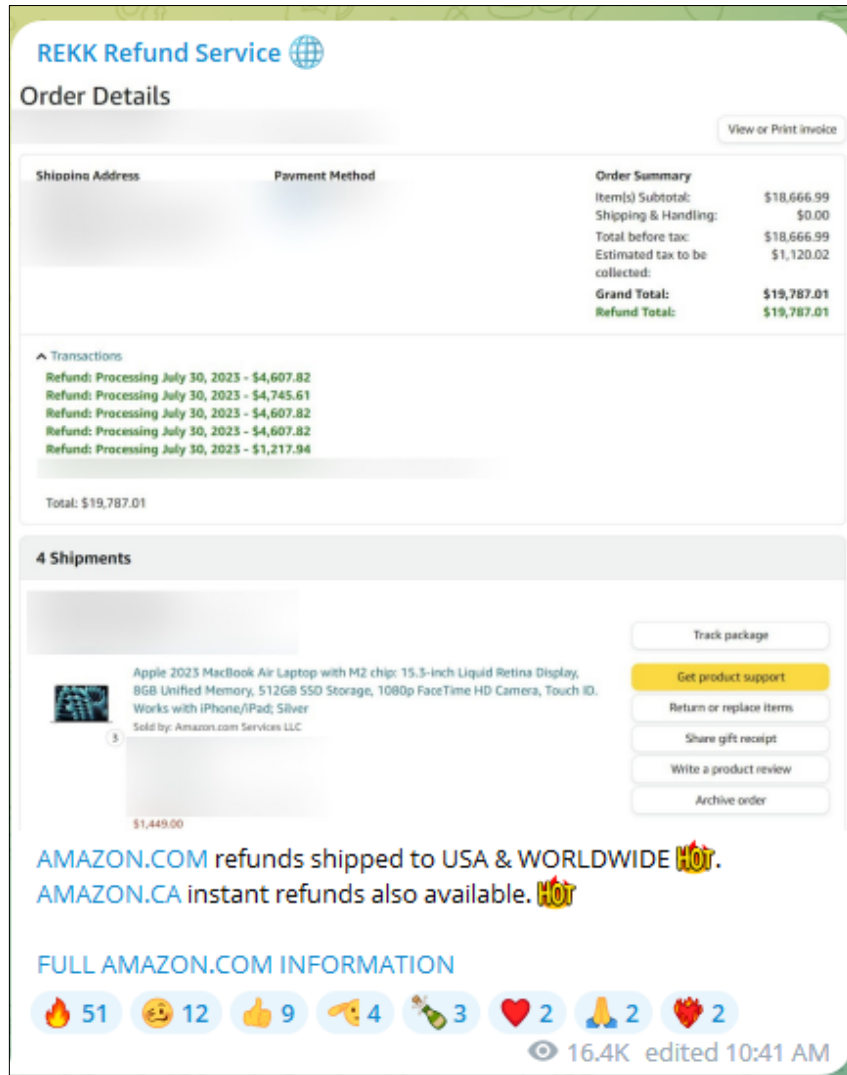 REKK Refund Service
Order Details
View or Print invoice
Shipping Address
Payment Method
Order Summary
Item(s) Subtotal: $18,666.99
Shipping & Handling: $0.00
Total before tax: $18,666.99
Estimated tax to be $1,120.02
collected:
Grand Total: $19,787.01
Refund Total: $19,787.01
Transactions
Refund: Processing July 30, 2023 - $4,607.82
Refund: Processing July 30, 2023 - $4,745.61
Refund: Processing July 30, 2023 - $4,607.82
Refund: Processing July 30, 2023 - $4,607.82
Refund: Processing July 30, 2023 - $1,217.94
Total: $19,787.01
4 Shipments
Track package
Apple 2023 MacBook Air Laptop with M2 chip: 15.3-inch Liquid Retina Display,
8GB Unified Memory, 512GB SSD Storage, 1080p FaceTime HD Camera, Touch ID.
Works with iPhone/iPad; Silver
Sold by: Amazon.com Services LLC
3
$1,449.00
Get product support
Return or replace items
Share gift receipt
Write a product review
Archive order
AMAZON.COM refunds shipped to USA & WORLDWIDE HOT.
AMAZON.CA instant refunds also available. HOT
FULL AMAZON.COM INFORMATION
51 12 9 4 3 2 2 2
16.4K edited 10:41 AM